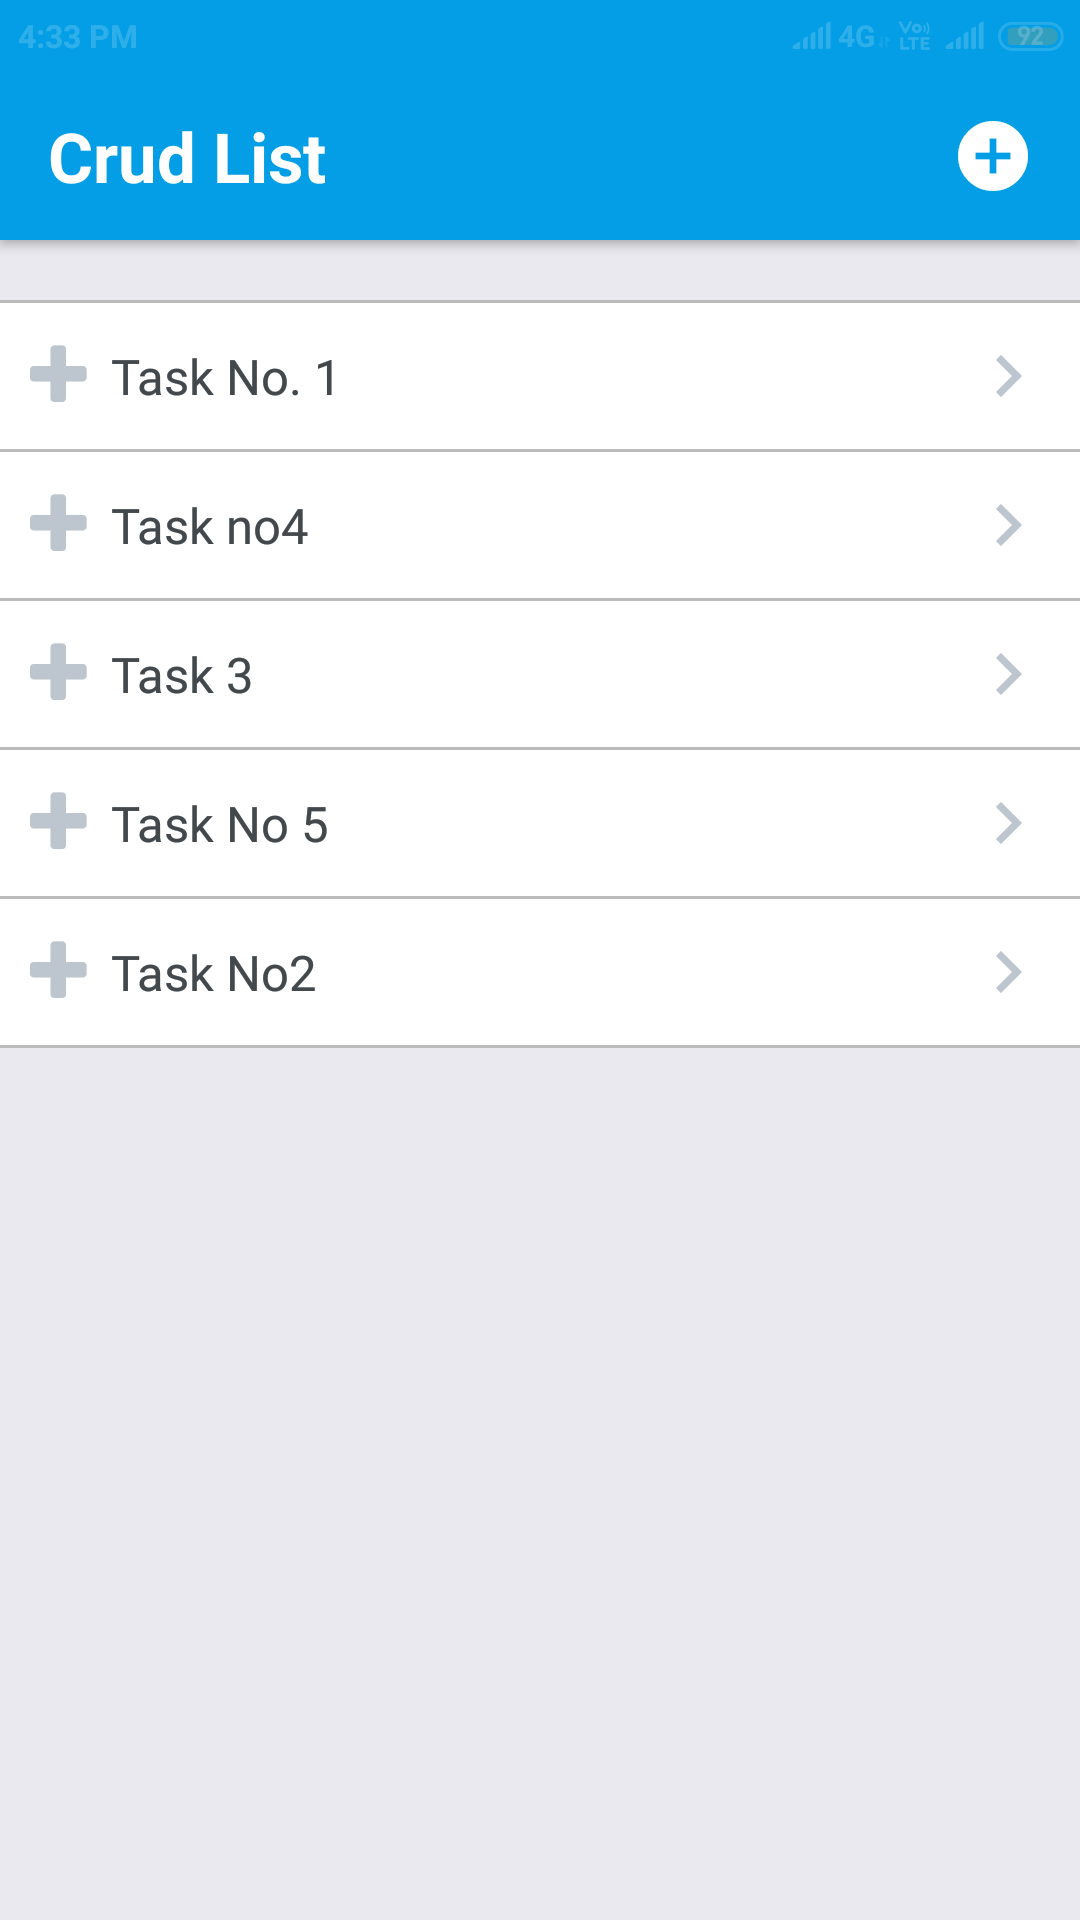 4:33 PM 4G Vo) LTE 92
Crud List
Task No. 1
Task no4
Task 3
Task No 5
Task No2